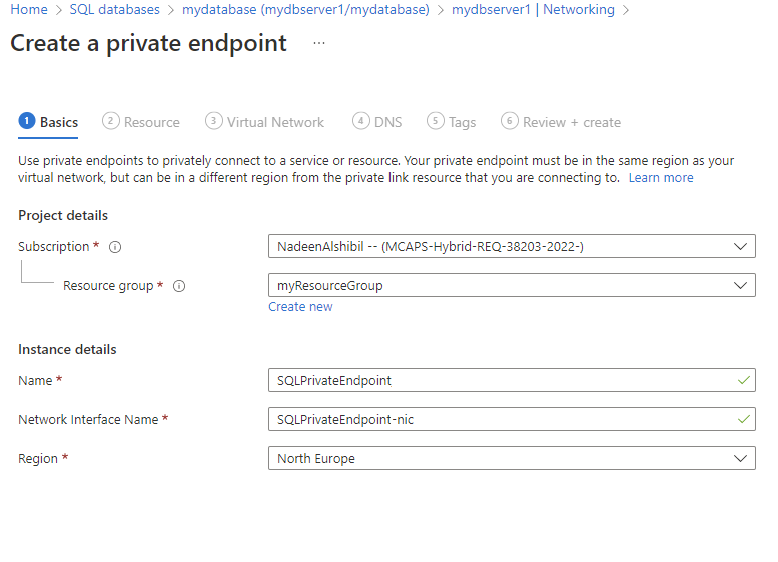 Home > SQL databases > mydatabase (mydbserver1/mydatabase) > mydbserver1 | Networking >
Create a private endpoint ...
1 Basics 2 Resource 3 Virtual Network 4 DNS 5 Tags 6 Review + create
Use private endpoints to privately connect to a service or resource. Your private endpoint must be in the same region as your
virtual network, but can be in a different region from the private link resource that you are connecting to. Learn more
Project details
Subscription * NadeenAlshibil -- (MCAPS-Hybrid-REQ-38203-2022-)
Resource group * myResourceGroup
Create new
Instance details
Name * SQLPrivateEndpoint
Network Interface Name * SQLPrivateEndpoint-nic
Region * North Europe